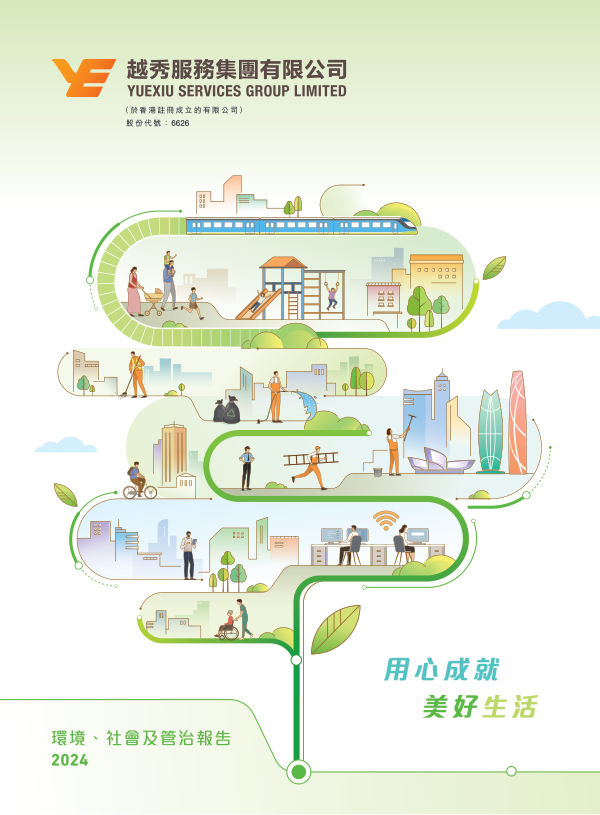 YE
越秀服務集團有限公司
YUEXIU SERVICES GROUP LIMITED
（於香港註冊成立的有限公司）
股份代號：6626
用心成就
美好生活
環境、社會及管治報告
2024